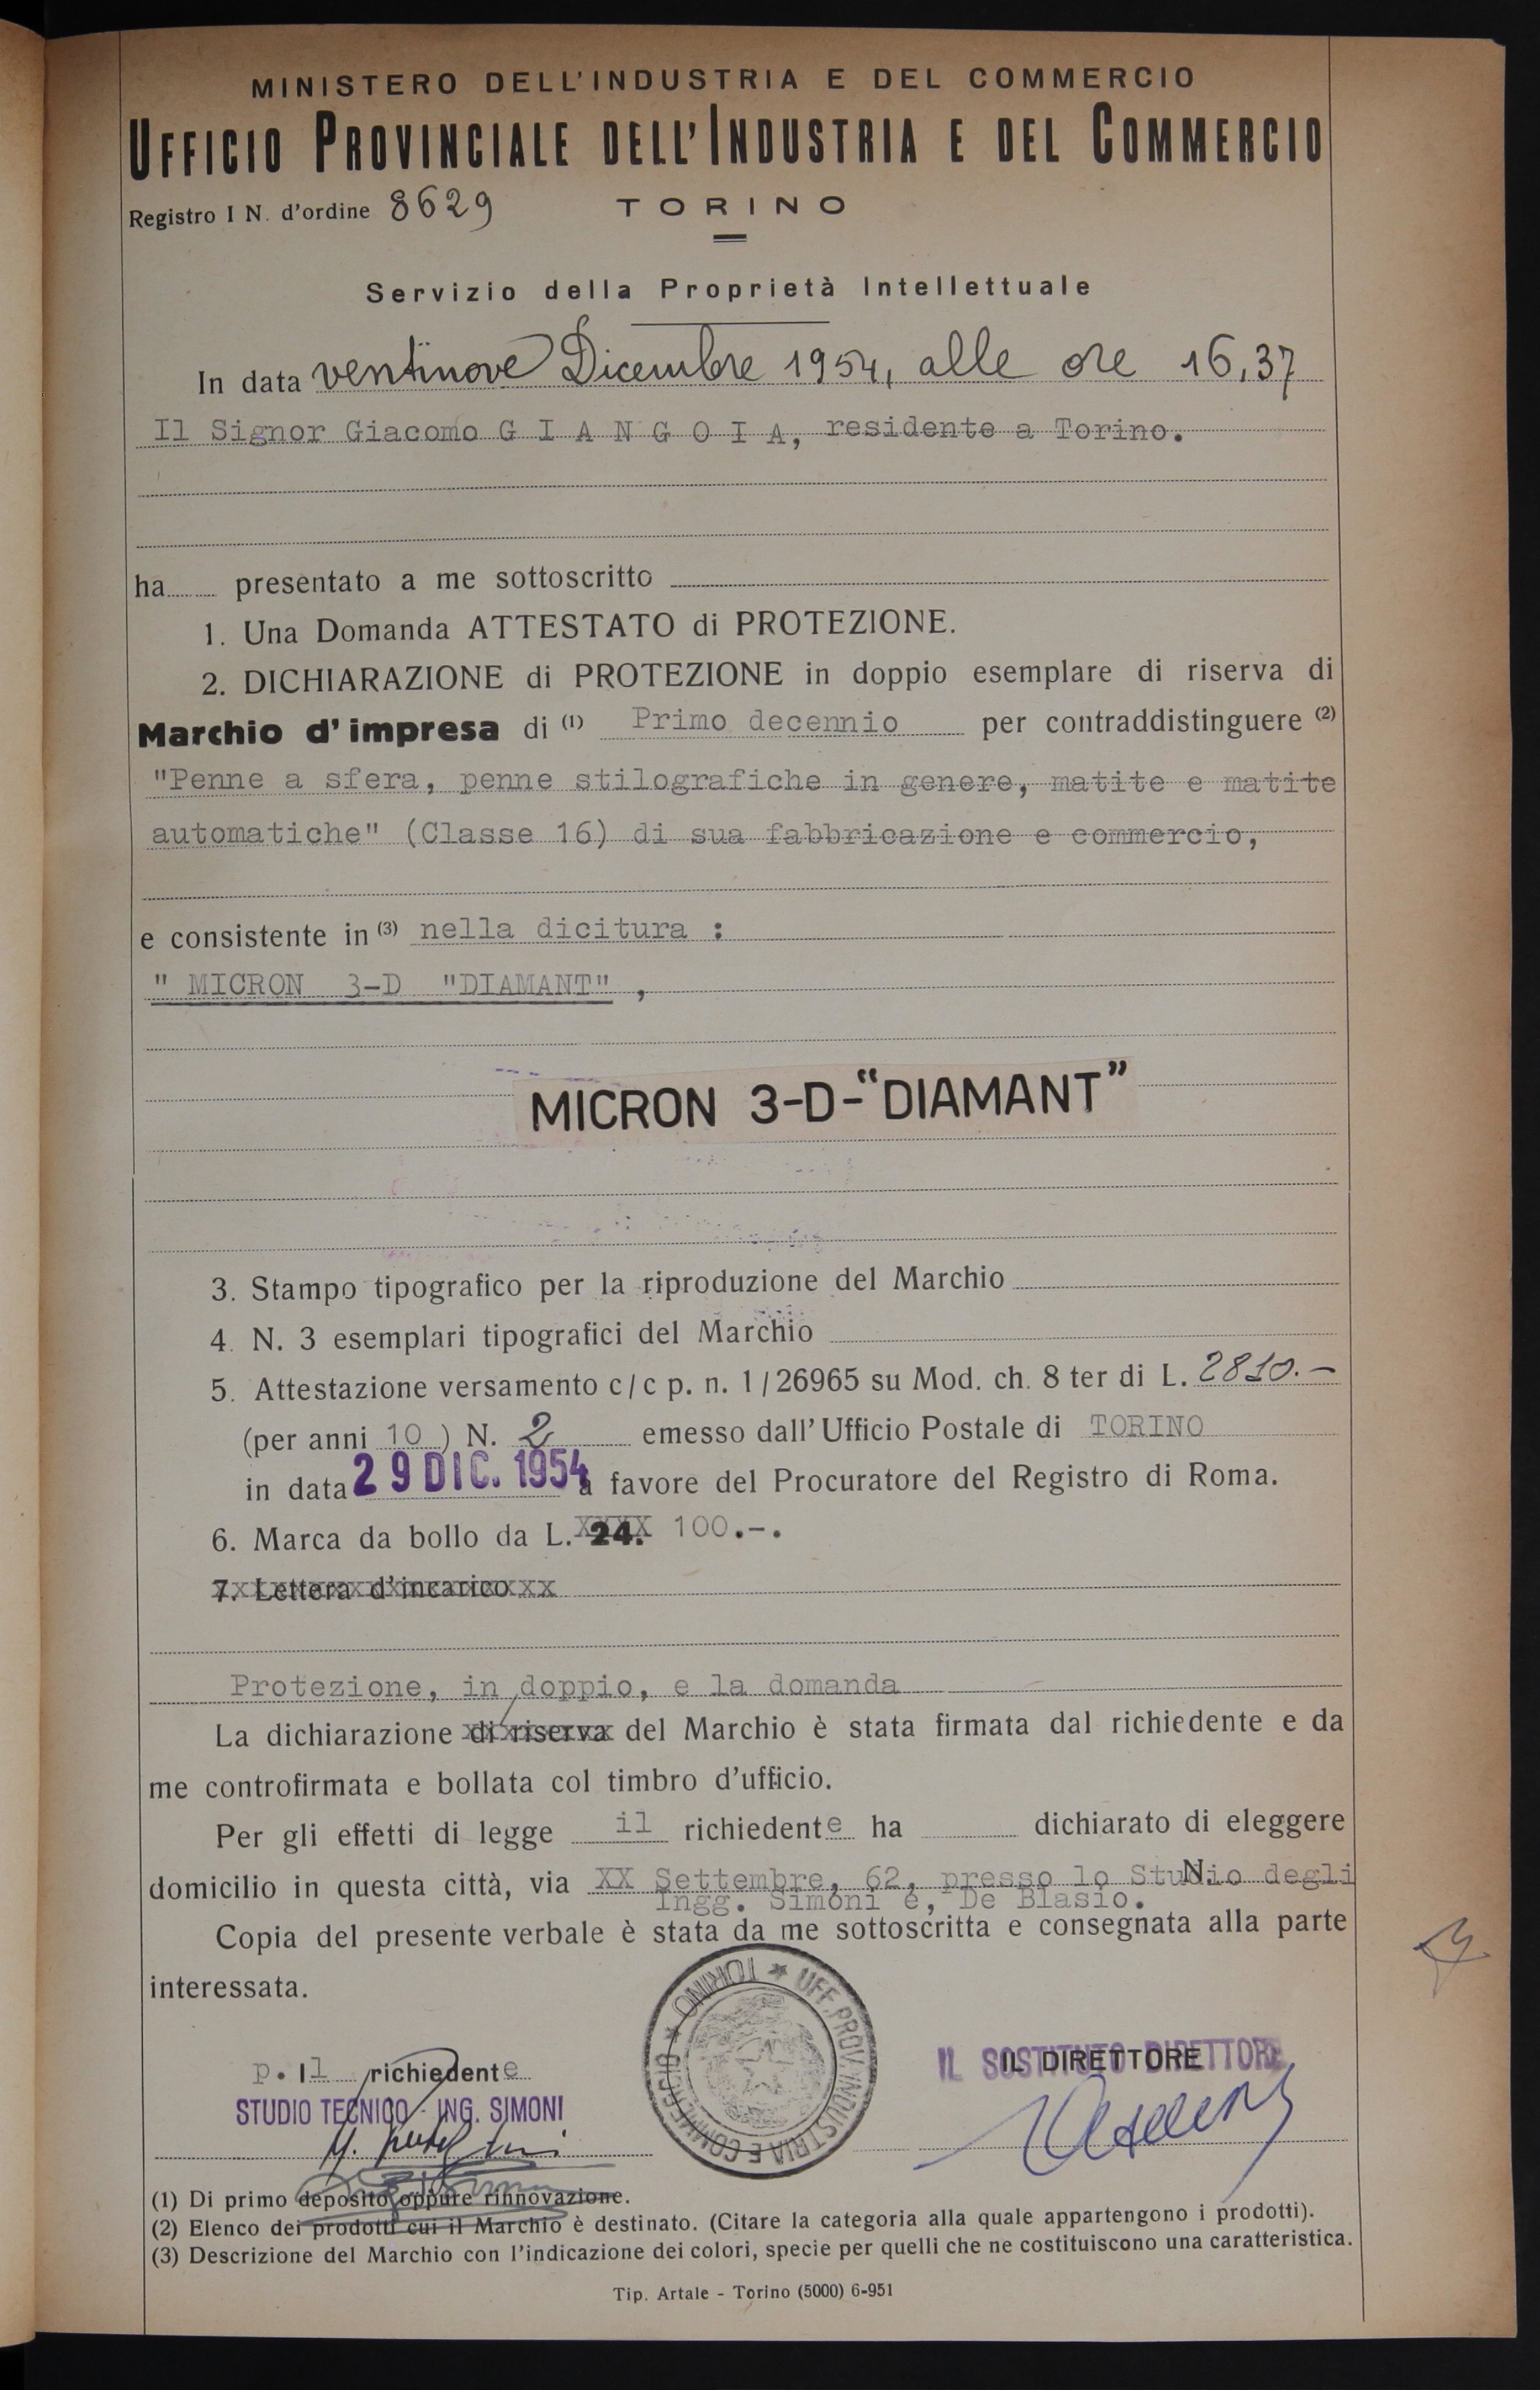 MINISTERO DELL'INDUSTRIA E DEL COMMERCIO
UFFICIO PROVINCIALE DELL'INDUSTRIA E DEL COMMERCIO
Registro I N. d'ordine 8629 TORINO
Servizio della Proprietà Intellettuale
In data ventinove Dicembre 1954, alle ore 16,37
Il Signor Giacomo G I A N G O I A, residente a Torino.
ha presentato a me sottoscritto
1. Una Domanda ATTESTATO di PROTEZIONE.
2. DICHIARAZIONE di PROTEZIONE in doppio esemplare di riserva di
Marchio d'impresa di (1) Primo decennio per contraddistinguere (2)
"Penne a sfera, penne stilografiche in genere, matite e matite
automatiche" (Classe 16) di sua fabbricazione e commercio,
e consistente in (3) nella dicitura :
" MICRON 3-D "DIAMANT" ,
MICRON 3-D-"DIAMANT"
3. Stampo tipografico per la riproduzione del Marchio
4. N. 3 esemplari tipografici del Marchio
5. Attestazione versamento c/c p. n. 1/26965 su Mod. ch. 8 ter di L. 2810.-
(per anni 10 ) N. 2 emesso dall'Ufficio Postale di TORINO
in data 29 DIC. 1954 a favore del Procuratore del Registro di Roma.
6. Marca da bollo da L. 24. 100.-.
7. Lettera d'incarico
Protezione, in doppio, e la domanda
La dichiarazione di riserva del Marchio è stata firmata dal richiedente e da
me controfirmata e bollata col timbro d'ufficio.
Per gli effetti di legge il richiedente ha dichiarato di eleggere
domicilio in questa città, via XX Settembre, 62, presso lo Studio degli N.
Ingg. Simoni e, De Blasio.
Copia del presente verbale è stata da me sottoscritta e consegnata alla parte
interessata.
TORINO * UFF. PROV. INDUSTRIA E COMMERCIO *
p. Il richiedente
STUDIO TECNICO - ING. SIMONI
IL SOSTITUTO DIRETTORE
IL DIRETTORE
(1) Di primo deposito oppure rinnovazione.
(2) Elenco dei prodotti cui il Marchio è destinato. (Citare la categoria alla quale appartengono i prodotti).
(3) Descrizione del Marchio con l'indicazione dei colori, specie per quelli che ne costituiscono una caratteristica.
Tip. Artale - Torino (5000) 6-951